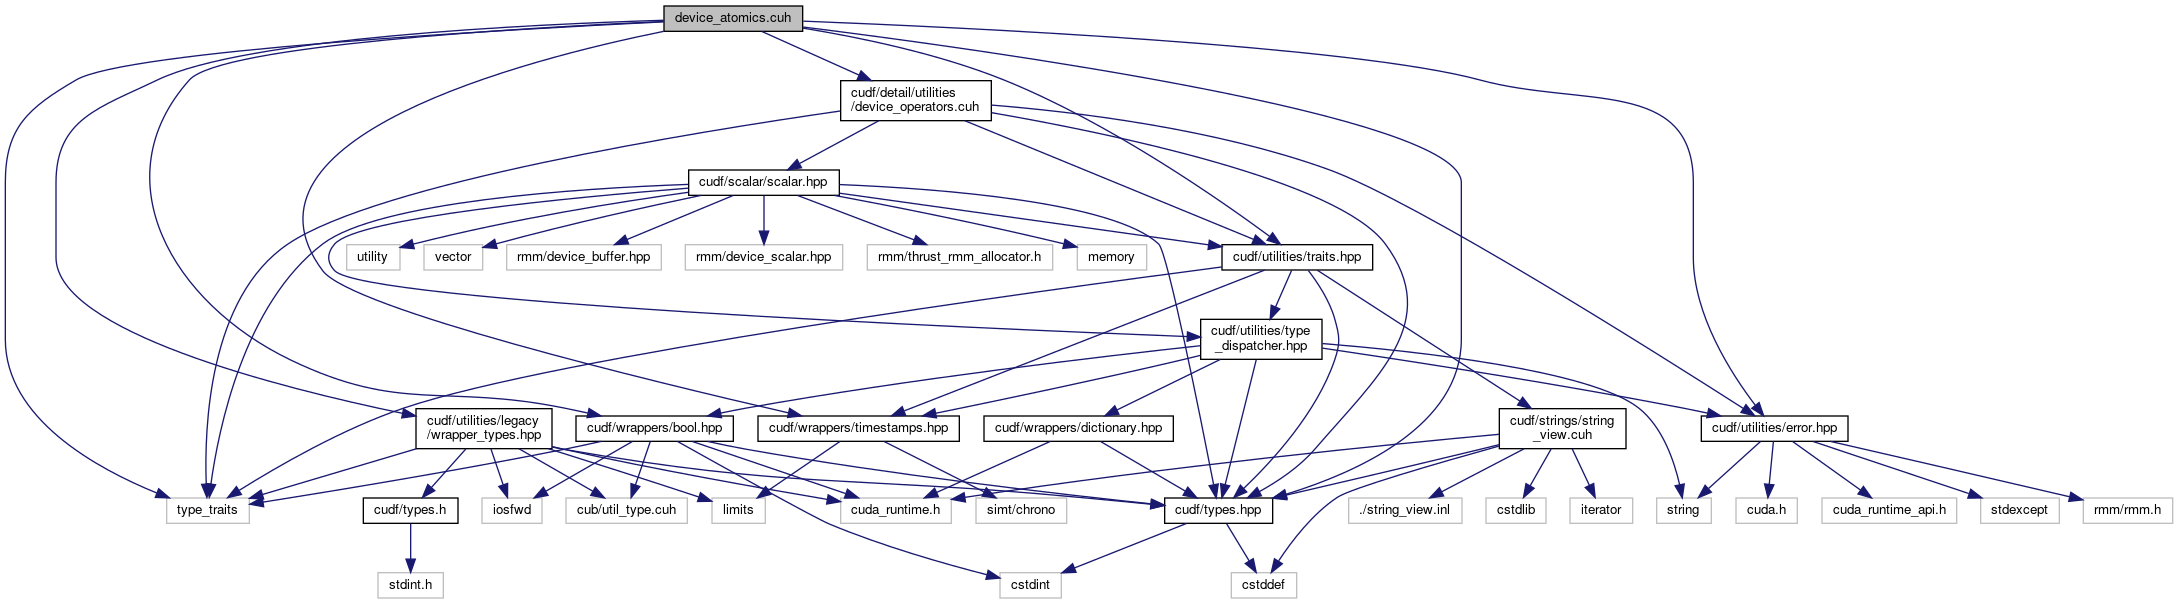 device_atomics.cuh
cudf/detail/utilities
/device_operators.cuh
cudf/scalar/scalar.hpp
utility
vector
rmm/device_buffer.hpp
rmm/device_scalar.hpp
rmm/thrust_rmm_allocator.h
memory
cudf/utilities/traits.hpp
cudf/utilities/type
_dispatcher.hpp
cudf/utilities/legacy
/wrapper_types.hpp
cudf/wrappers/bool.hpp
cudf/wrappers/timestamps.hpp
cudf/wrappers/dictionary.hpp
cudf/strings/string
_view.cuh
cudf/utilities/error.hpp
type_traits
cudf/types.h
iosfwd
cub/util_type.cuh
limits
cuda_runtime.h
simt/chrono
cudf/types.hpp
./string_view.inl
cstdlib
iterator
string
cuda.h
cuda_runtime_api.h
stdexcept
rmm/rmm.h
stdint.h
cstdint
cstddef